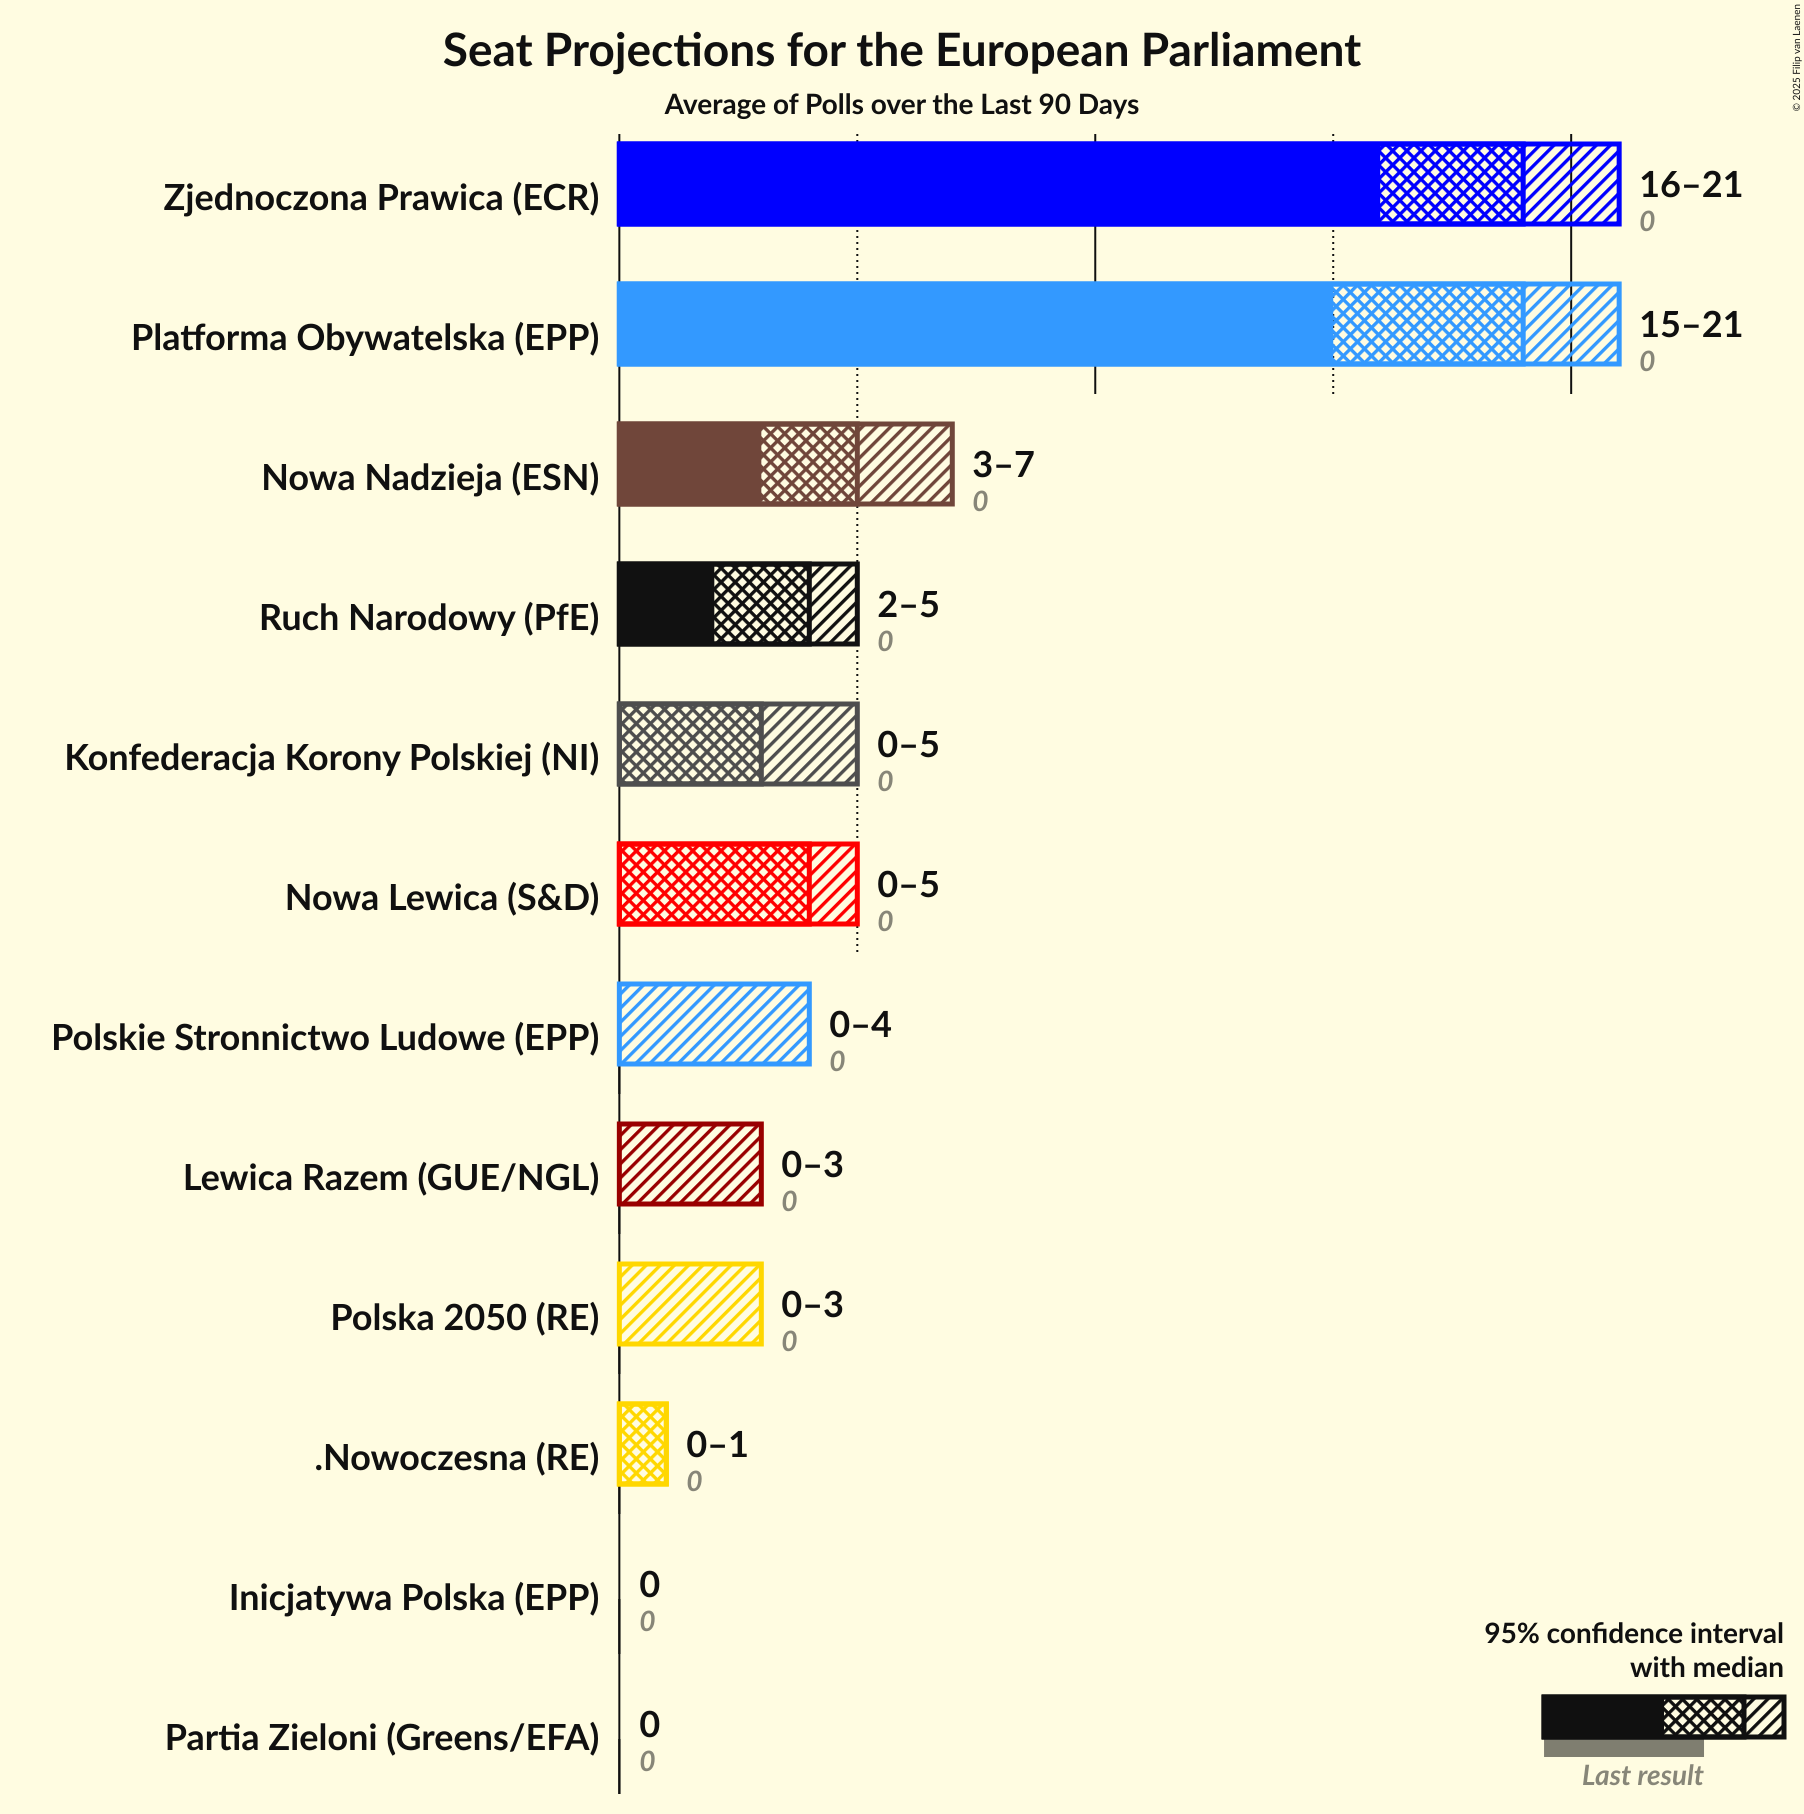 Seat Projections for the European Parliament
Average of Polls over the Last 90 Days
© 2025 Filip van Laenen
Zjednoczona Prawica (ECR)
16–21
0
Platforma Obywatelska (EPP)
15–21
0
Nowa Nadzieja (ESN)
3–7
0
Ruch Narodowy (PfE)
2–5
0
Konfederacja Korony Polskiej (NI)
0–5
0
Nowa Lewica (S&D)
0–5
0
Polskie Stronnictwo Ludowe (EPP)
0–4
0
Lewica Razem (GUE/NGL)
0–3
0
Polska 2050 (RE)
0–3
0
.Nowoczesna (RE)
0–1
0
Inicjatywa Polska (EPP)
0
0
Partia Zieloni (Greens/EFA)
0
0
95% confidence interval
with median
Last result